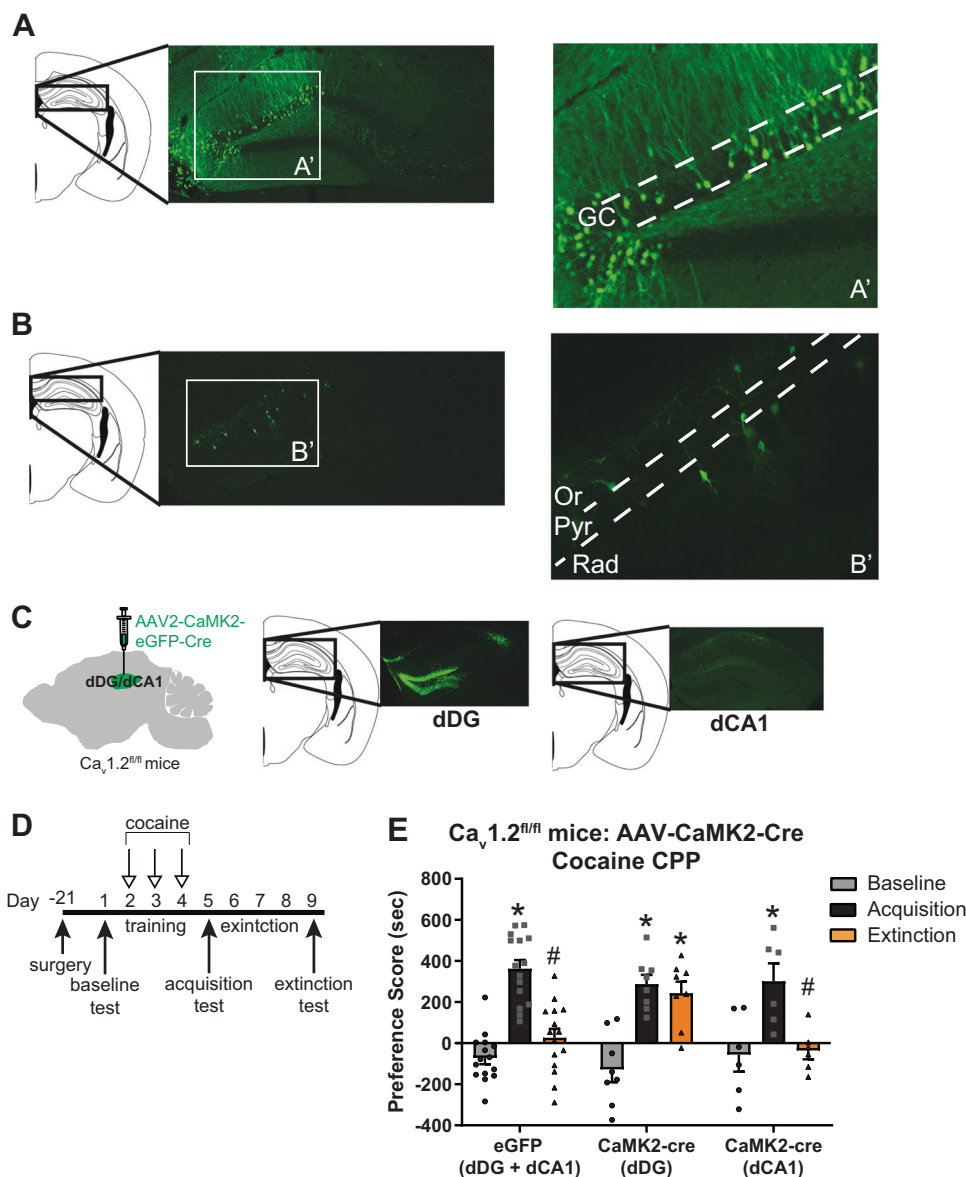 A
A'
GC
A'
B
B'
Or
Pyr
Rad
B'
C
AAV2-CaMK2-
eGFP-Cre
dDG/dCA1
Cav1.2fl/fl mice
dDG
dCA1
D
cocaine
Day -21 1 2 3 4 5 6 7 8 9
training
exintction
surgery
baseline
test
acquisition
test
extinction
test
E
Cav1.2fl/fl mice: AAV-CaMK2-Cre
Cocaine CPP
Baseline
Acquisition
Extinction
Preference Score (sec)
800
600
400
200
0
-200
-400
*
#
*
*
*
#
eGFP
(dDG + dCA1)
CaMK2-cre
(dDG)
CaMK2-cre
(dCA1)